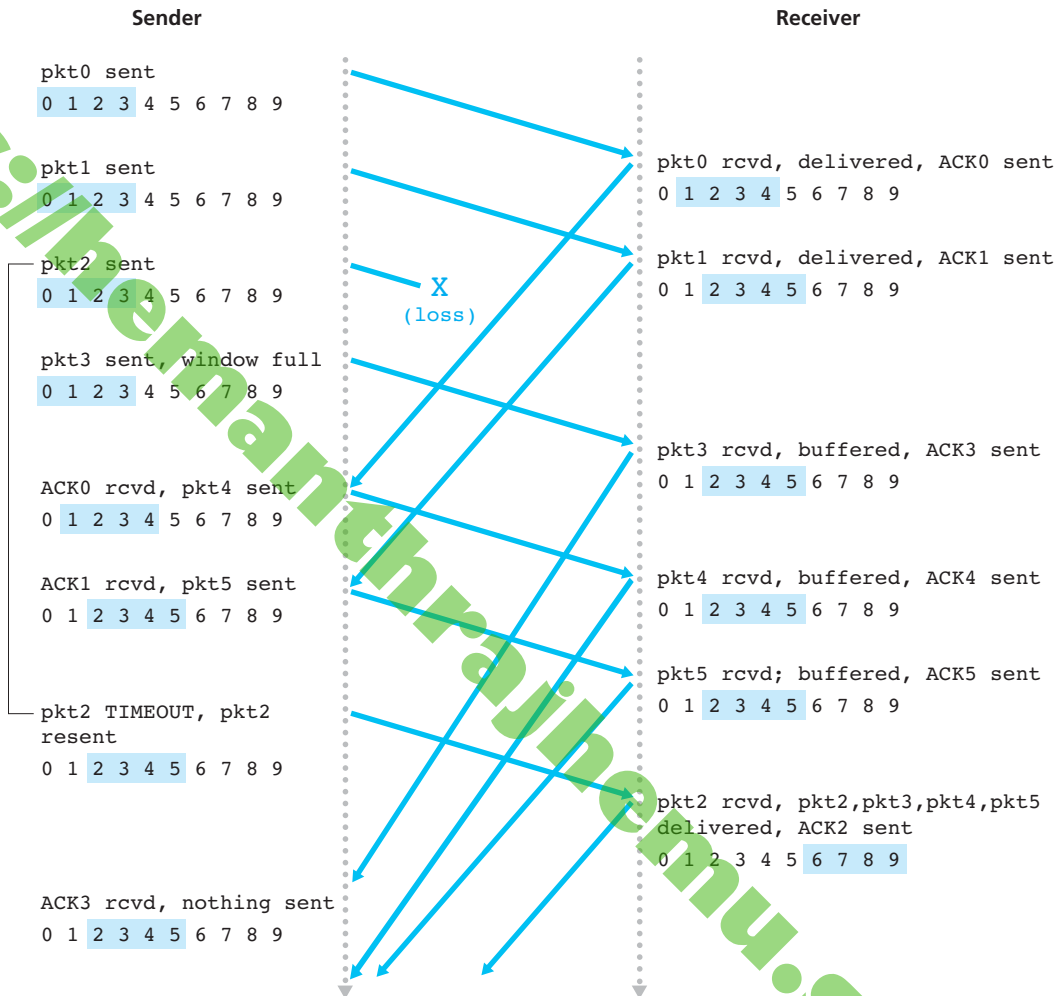 Sender
Receiver
pkt0 sent
0 1 2 3 4 5 6 7 8 9
pkt0 rcvd, delivered, ACK0 sent
0 1 2 3 4 5 6 7 8 9
pkt1 sent
0 1 2 3 4 5 6 7 8 9
pkt1 rcvd, delivered, ACK1 sent
0 1 2 3 4 5 6 7 8 9
pkt2 sent
0 1 2 3 4 5 6 7 8 9
X
(loss)
pkt3 sent, window full
0 1 2 3 4 5 6 7 8 9
pkt3 rcvd, buffered, ACK3 sent
0 1 2 3 4 5 6 7 8 9
ACK0 rcvd, pkt4 sent
0 1 2 3 4 5 6 7 8 9
pkt4 rcvd, buffered, ACK4 sent
0 1 2 3 4 5 6 7 8 9
ACK1 rcvd, pkt5 sent
0 1 2 3 4 5 6 7 8 9
pkt5 rcvd; buffered, ACK5 sent
0 1 2 3 4 5 6 7 8 9
pkt2 TIMEOUT, pkt2
resent
0 1 2 3 4 5 6 7 8 9
pkt2 rcvd, pkt2,pkt3,pkt4,pkt5
delivered, ACK2 sent
0 1 2 3 4 5 6 7 8 9
ACK3 rcvd, nothing sent
0 1 2 3 4 5 6 7 8 9
://hemanthrajhemu.